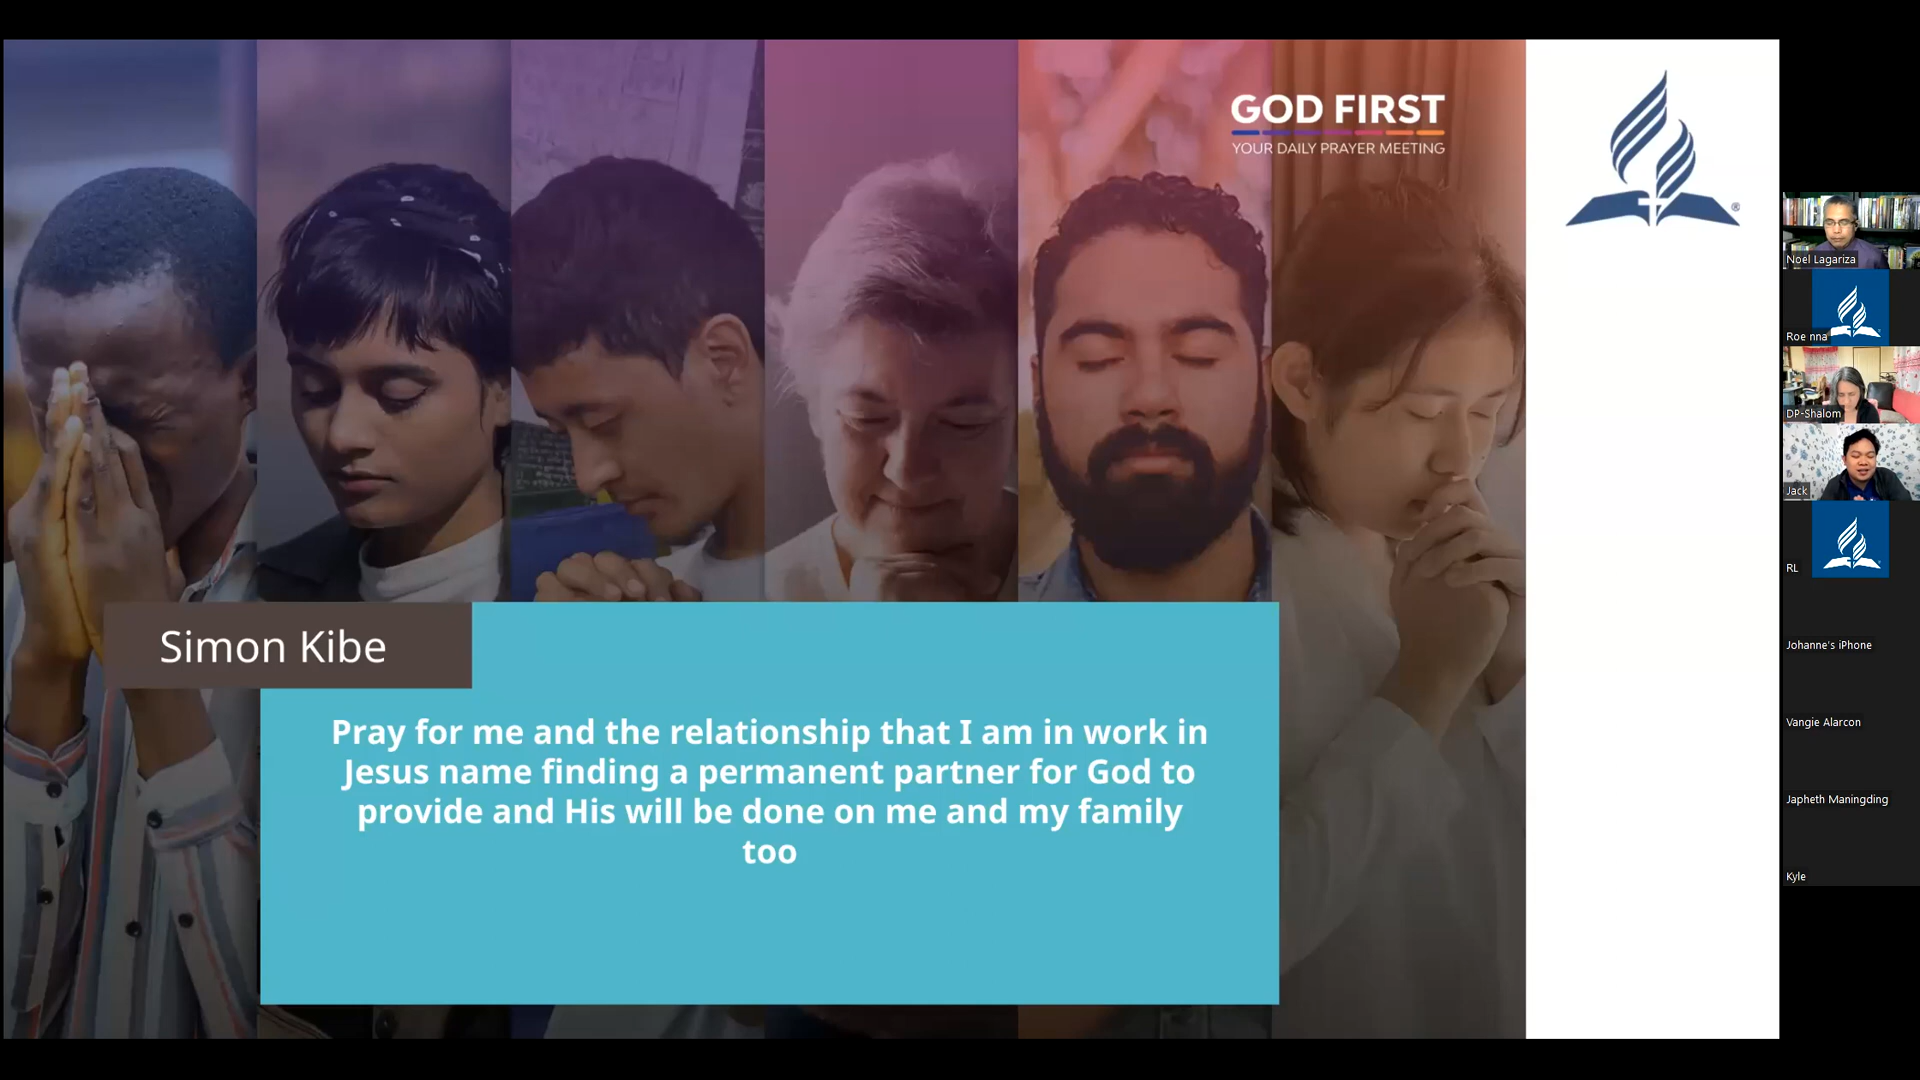 GOD FIRST
YOUR DAILY PRAYER MEETING
Simon Kibe
Pray for me and the relationship that I am in work in
Jesus name finding a permanent partner for God to
provide and His will be done on me and my family
too
®
Noel Lagariza
Roe nna
DP-Shalom
Jack
RL
Johanne's iPhone
Vangie Alarcon
Japheth Maningding
Kyle